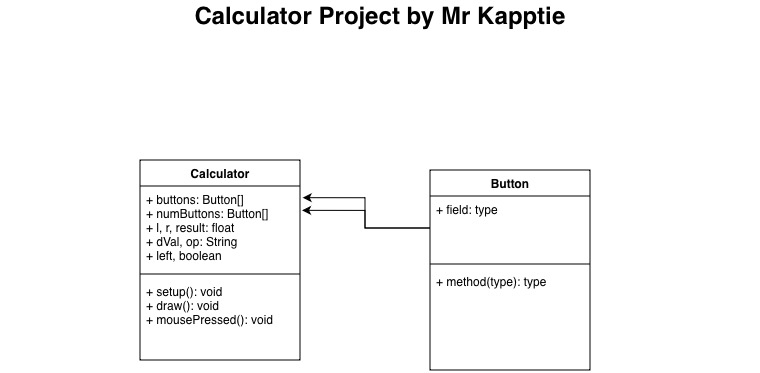 Calculator Project by Mr Kapptie
Calculator
+ buttons: Button[]
+ numButtons: Button[]
+ l, r, result: float
+ dVal, op: String
+ left, boolean
+ setup(): void
+ draw(): void
+ mousePressed(): void
Button
+ field: type
+ method(type): type